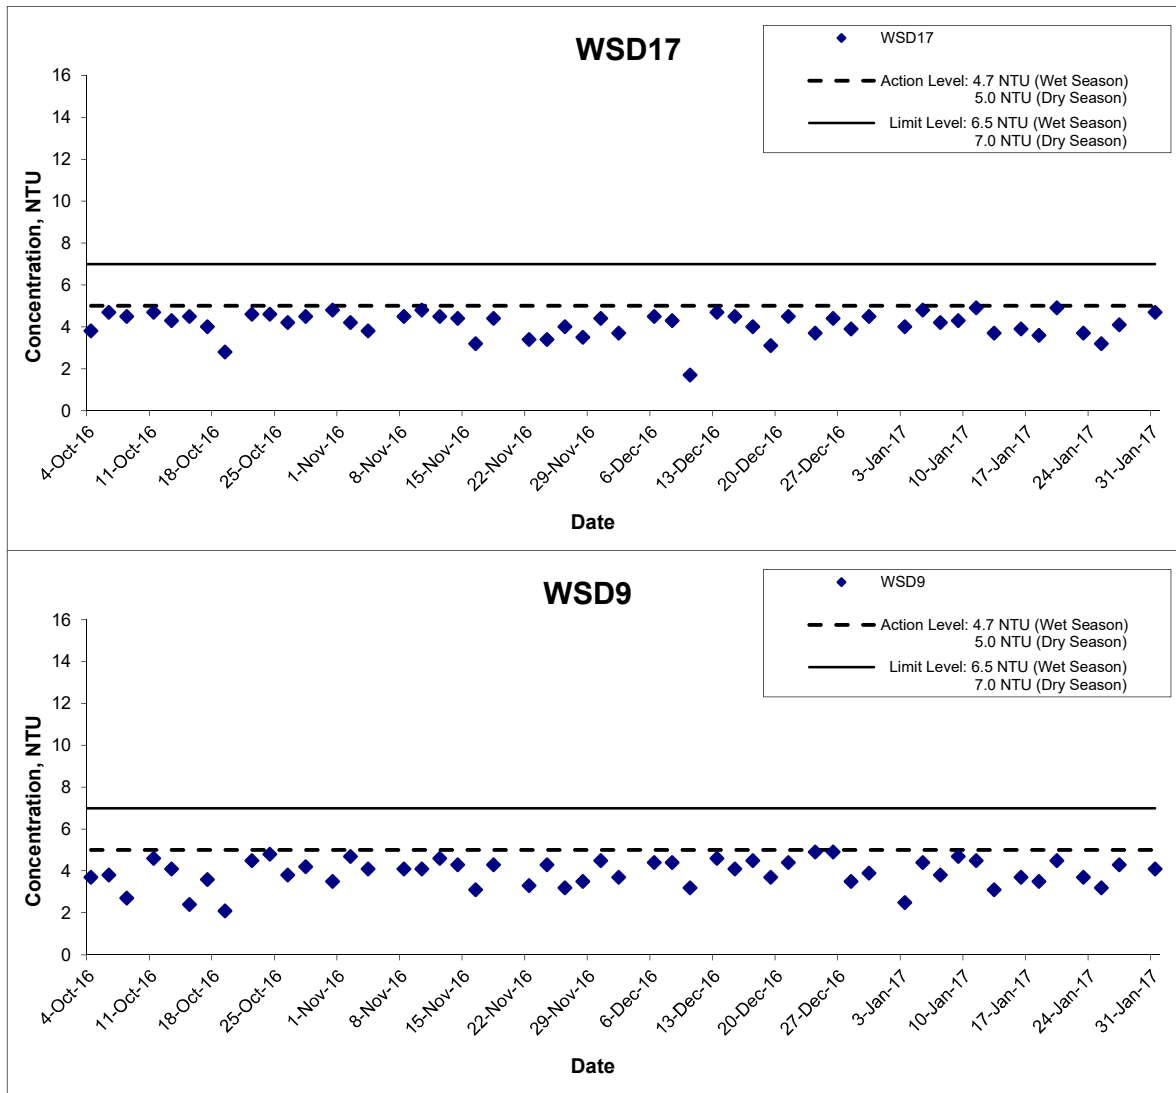 WSD17
WSD17
Action Level: 4.7 NTU (Wet Season)
5.0 NTU (Dry Season)
Limit Level: 6.5 NTU (Wet Season)
7.0 NTU (Dry Season)
Concentration, NTU
16
14
12
10
8
6
4
2
0
4-Oct-16
11-Oct-16
18-Oct-16
25-Oct-16
1-Nov-16
8-Nov-16
15-Nov-16
22-Nov-16
29-Nov-16
6-Dec-16
13-Dec-16
20-Dec-16
27-Dec-16
3-Jan-17
10-Jan-17
17-Jan-17
24-Jan-17
31-Jan-17
Date
WSD9
WSD9
Action Level: 4.7 NTU (Wet Season)
5.0 NTU (Dry Season)
Limit Level: 6.5 NTU (Wet Season)
7.0 NTU (Dry Season)
Concentration, NTU
16
14
12
10
8
6
4
2
0
4-Oct-16
11-Oct-16
18-Oct-16
25-Oct-16
1-Nov-16
8-Nov-16
15-Nov-16
22-Nov-16
29-Nov-16
6-Dec-16
13-Dec-16
20-Dec-16
27-Dec-16
3-Jan-17
10-Jan-17
17-Jan-17
24-Jan-17
31-Jan-17
Date